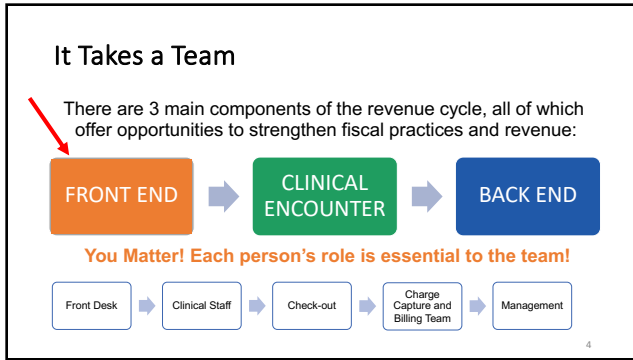 It Takes a Team
There are 3 main components of the revenue cycle, all of which
offer opportunities to strengthen fiscal practices and revenue:
FRONT END
CLINICAL
ENCOUNTER
BACK END
You Matter! Each person's role is essential to the team!
Front Desk
Clinical Staff
Check-out
Charge
Capture and
Billing Team
Management
4